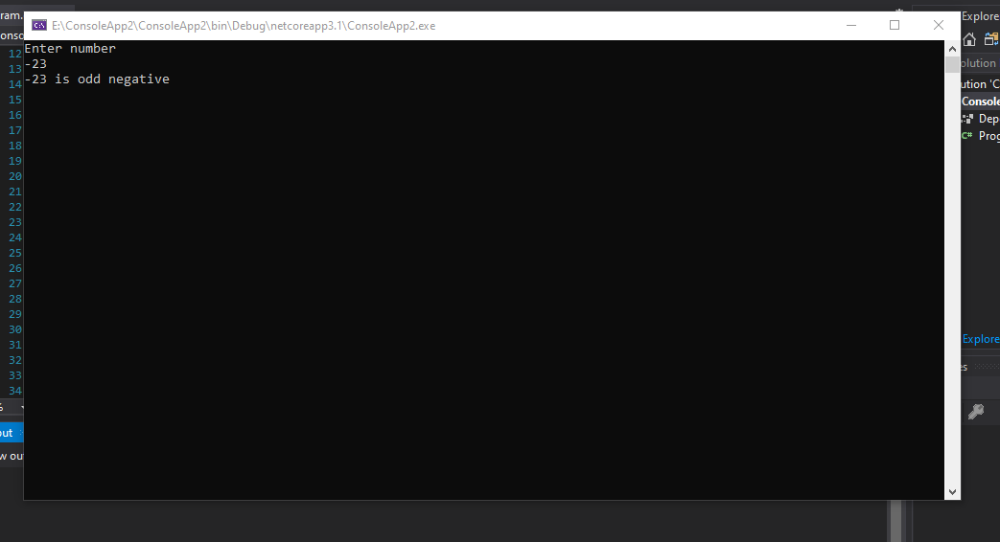 ram.
E:\ConsoleApp2\ConsoleApp2\bin\Debug\netcoreapp3.1\ConsoleApp2.exe
Explorer
onso
Enter number
-23
-23 is odd negative
12
13
14
15
16
17
18
19
20
21
22
23
24
25
26
27
28
29
30
31
32
33
34
%
out
w ou
olution
ution 'C
Console
Dep
C# Prog
Explore
es